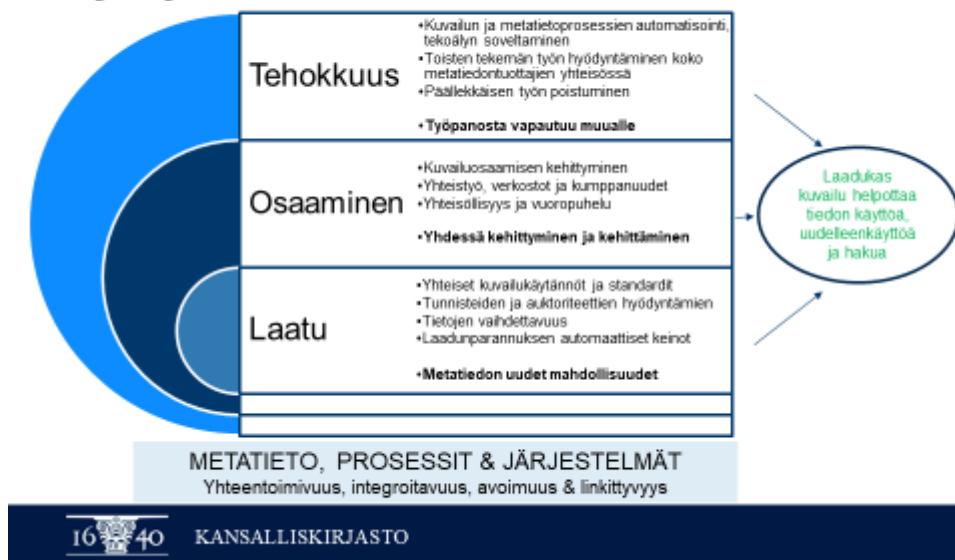 Tehokkuus
•Kuvailun ja metatietoprosessien automatisointi,
tekoälyn soveltaminen
•Toisten tekemän työn hyödyntäminen koko
metatiedontuottajien yhteisössä
•Päällekkäisen työn poistuminen
•Työpanosta vapautuu muualle
Osaaminen
•Kuvailuosaamisen kehittyminen
•Yhteistyö, verkostot ja kumppanuudet
•Yhteisöllisyys ja vuoropuhelu
•Yhdessä kehittyminen ja kehittäminen
Laatu
•Yhteiset kuvailukäytännöt ja standardit
•Tunnisteiden ja auktoriteettien hyödyntämien
•Tietojen vaihdettavuus
•Laadunparannuksen automaattiset keinot
•Metatiedon uudet mahdollisuudet
Laadukas
kuvailu helpottaa
tiedon käyttöä,
uudelleenkäyttöä
ja hakua
METATIETO, PROSESSIT & JÄRJESTELMÄT
Yhteentoimivuus, integroitavuus, avoimuus & linkittyvyys
16 40 KANSALLISKIRJASTO